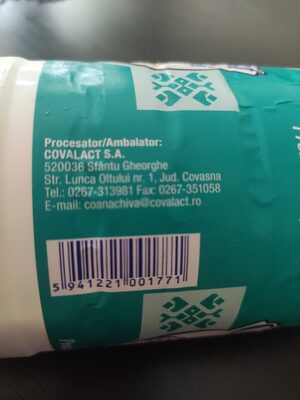 Procesator/Ambalator:
COVALACT S.A.
520036 Sfântu Gheorghe
Str. Lunca Oltului nr. 1, Jud. Covasna
Tel.: 0267-313981 Fax: 0267-351058
E-mail: coanachiva@covalact.ro
5 941221 001771